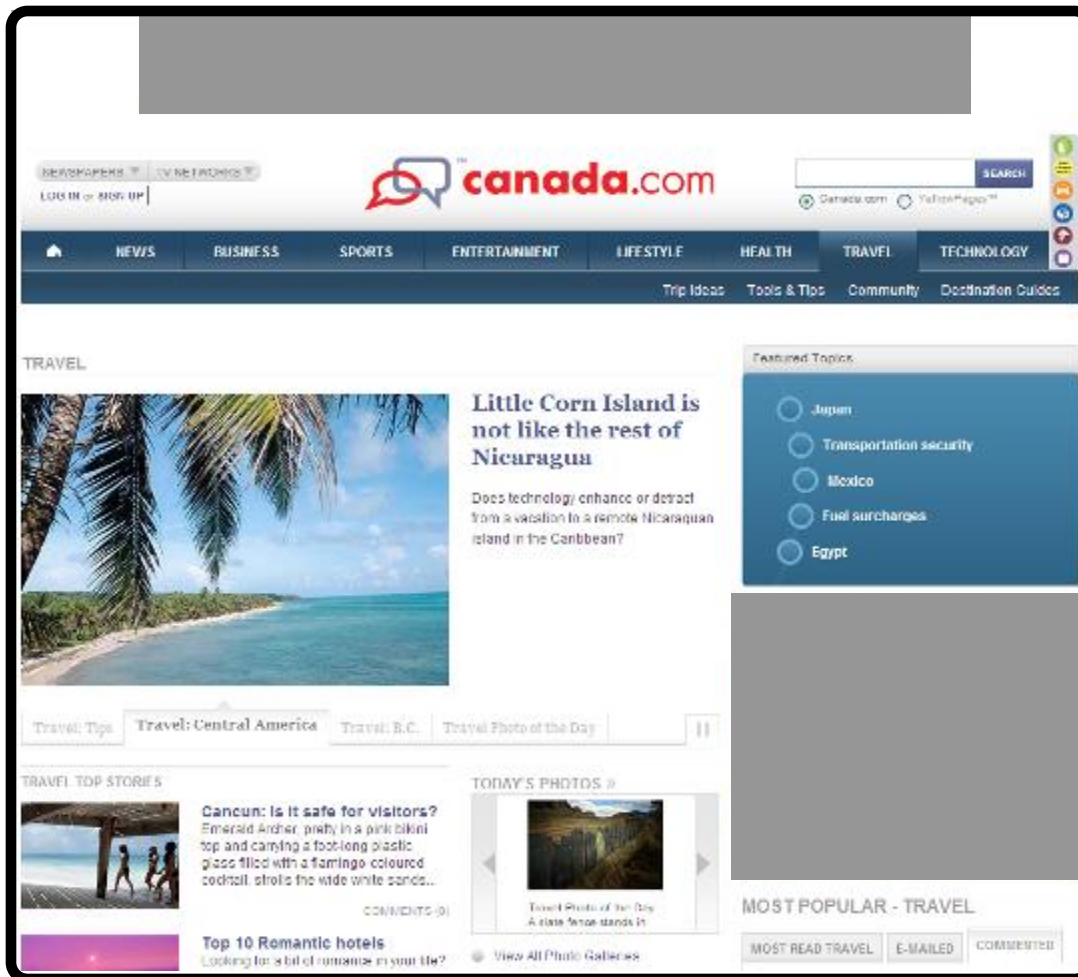 NEWSPAPERS TV NETWORKS
LOG IN or SIGN UP
canada.com
SEARCH
Canada.com YellowPages™
NEWS BUSINESS SPORTS ENTERTAINMENT LIFESTYLE HEALTH TRAVEL TECHNOLOGY
Trip Ideas Tools & Tips Community Destination Guides
TRAVEL
Little Corn Island is
not like the rest of
Nicaragua
Does technology enhance or detract
from a vacation to a remote Nicaraguan
island in the Caribbean?
Featured Topics
Japan
Transportation security
Mexico
Fuel surcharges
Egypt
Travel: Tips Travel: Central America Travel: B.C. Travel Photo of the Day
TRAVEL TOP STORIES
Cancun: Is it safe for visitors?
Emerald Archer, pretty in a pink bikini
top and carrying a foot-long plastic
glass filled with a flamingo-coloured
cocktail, strolls the wide white sands...
COMMENTS (0)
Top 10 Romantic hotels
Looking for a bit of romance in your life?
TODAY'S PHOTOS »
Travel Photo of the Day
A slate fence stands in
View All Photo Galleries
MOST POPULAR - TRAVEL
MOST READ TRAVEL E-MAILED COMMENTED